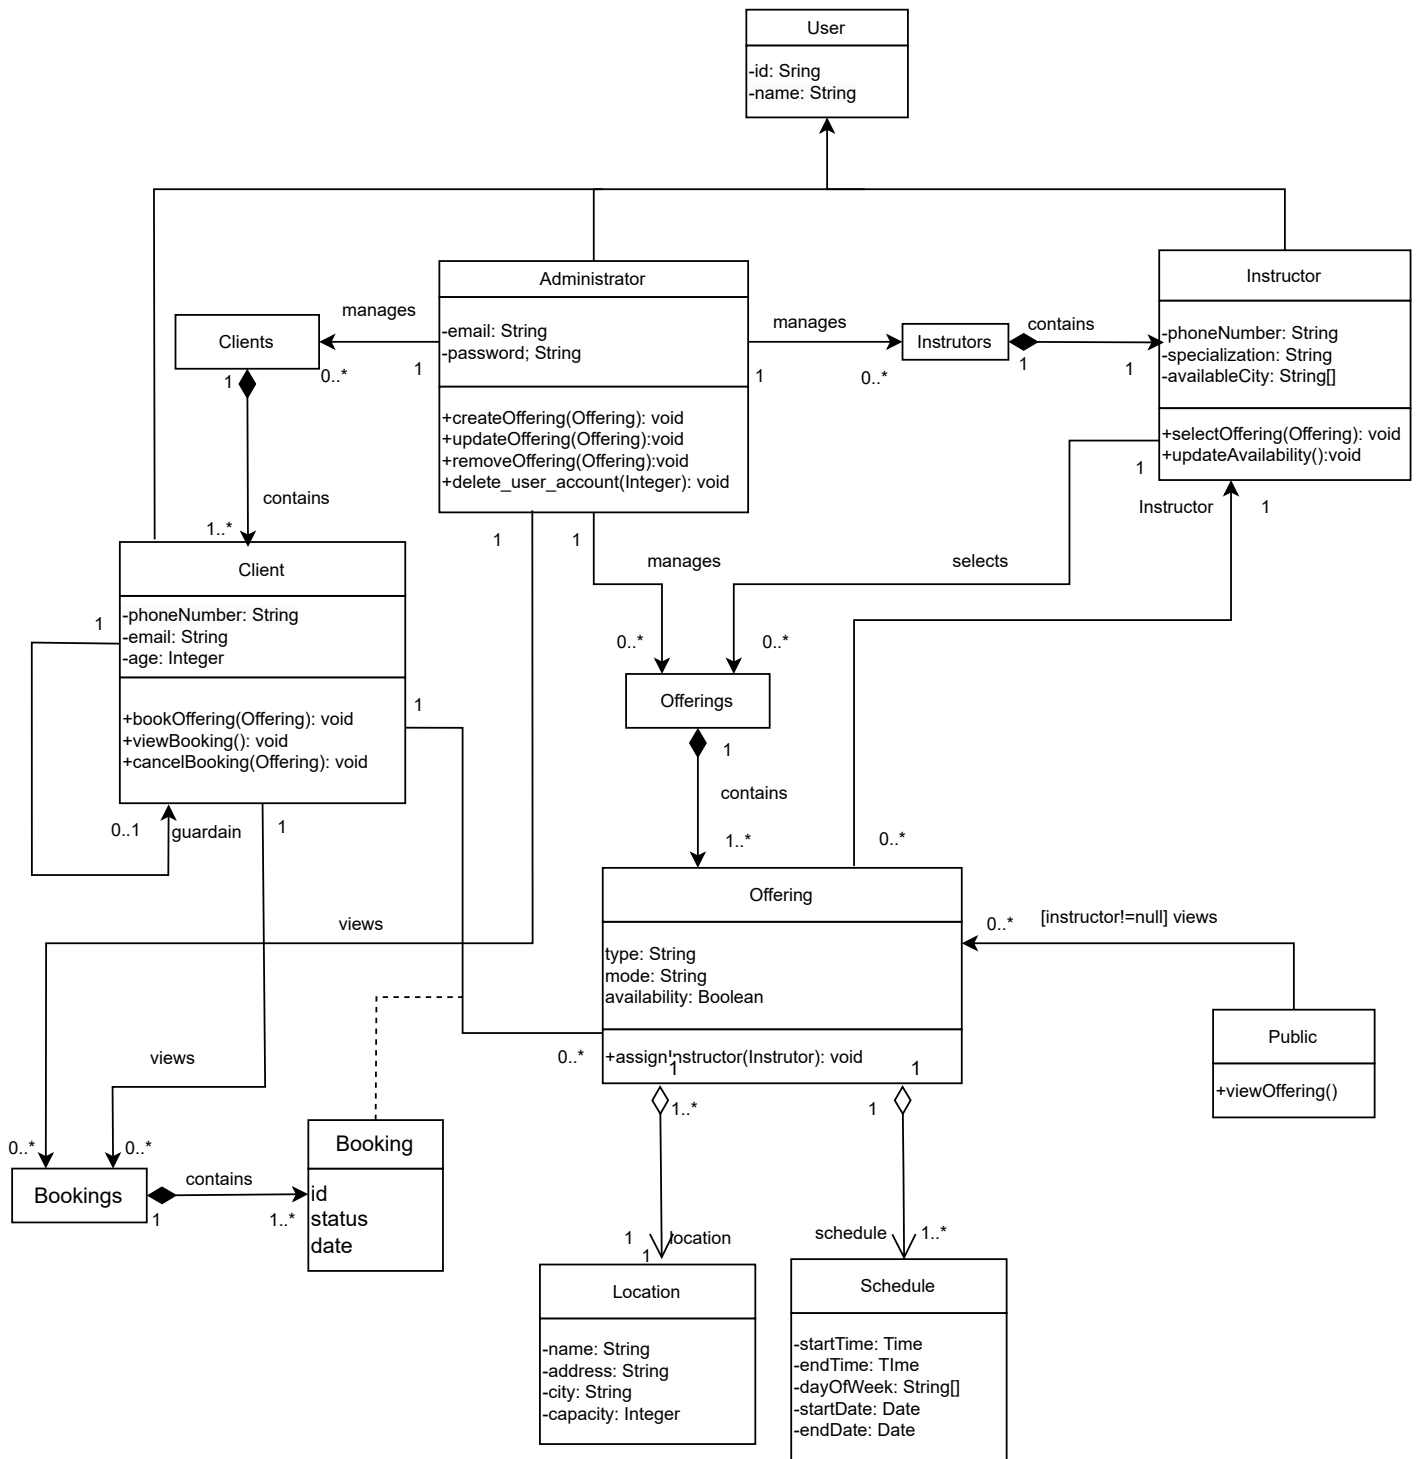 User
-id: Sring
-name: String
Administrator
-email: String
-password; String
+createOffering(Offering): void
+updateOffering(Offering):void
+removeOffering(Offering):void
+delete_user_account(Integer): void
Instructor
-phoneNumber: String
-specialization: String
-availableCity: String[]
+selectOffering(Offering): void
+updateAvailability():void
Clients
manages
0..*
1
manages
1
0..*
Instrutors
contains
1
1
1
contains
1..*
1
1
manages
selects
1
Instructor
1
Client
-phoneNumber: String
-email: String
-age: Integer
+bookOffering(Offering): void
+viewBooking(): void
+cancelBooking(Offering): void
1
1
0..1
guardain
1
0..*
0..*
Offerings
1
contains
1..*
0..*
Offering
type: String
mode: String
availability: Boolean
+assignInstructor(Instrutor): void
0..*
[instructor!=null] views
Public
+viewOffering()
views
views
0..*
0..*
0..*
Bookings
contains
1
1..*
Booking
id
status
date
1
1..*
1
1
1
location
1
schedule
1..*
Location
-name: String
-address: String
-city: String
-capacity: Integer
Schedule
-startTime: Time
-endTime: TIme
-dayOfWeek: String[]
-startDate: Date
-endDate: Date